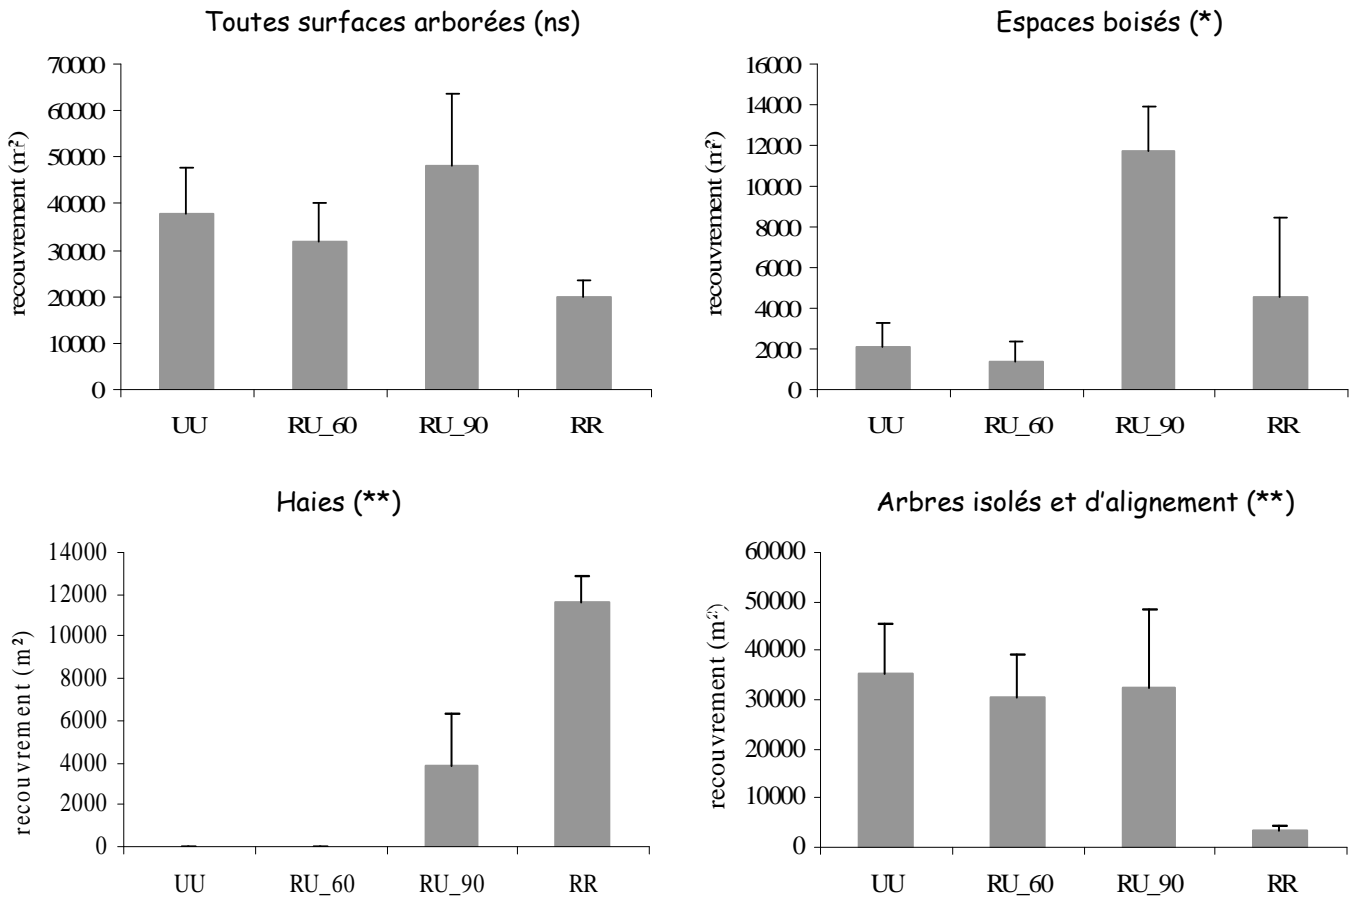 Toutes surfaces arborées (ns)
70000
60000
50000
40000
30000
20000
10000
0
recouvrement (m²)
UU RU_60 RU_90 RR
Espaces boisés (*)
16000
14000
12000
10000
8000
6000
4000
2000
0
recouvrement (m²)
UU RU_60 RU_90 RR
Haies (**)
14000
12000
10000
8000
6000
4000
2000
0
recouvrement (m²)
UU RU_60 RU_90 RR
Arbres isolés et d’alignement (**)
60000
50000
40000
30000
20000
10000
0
recouvrement (m²)
UU RU_60 RU_90 RR